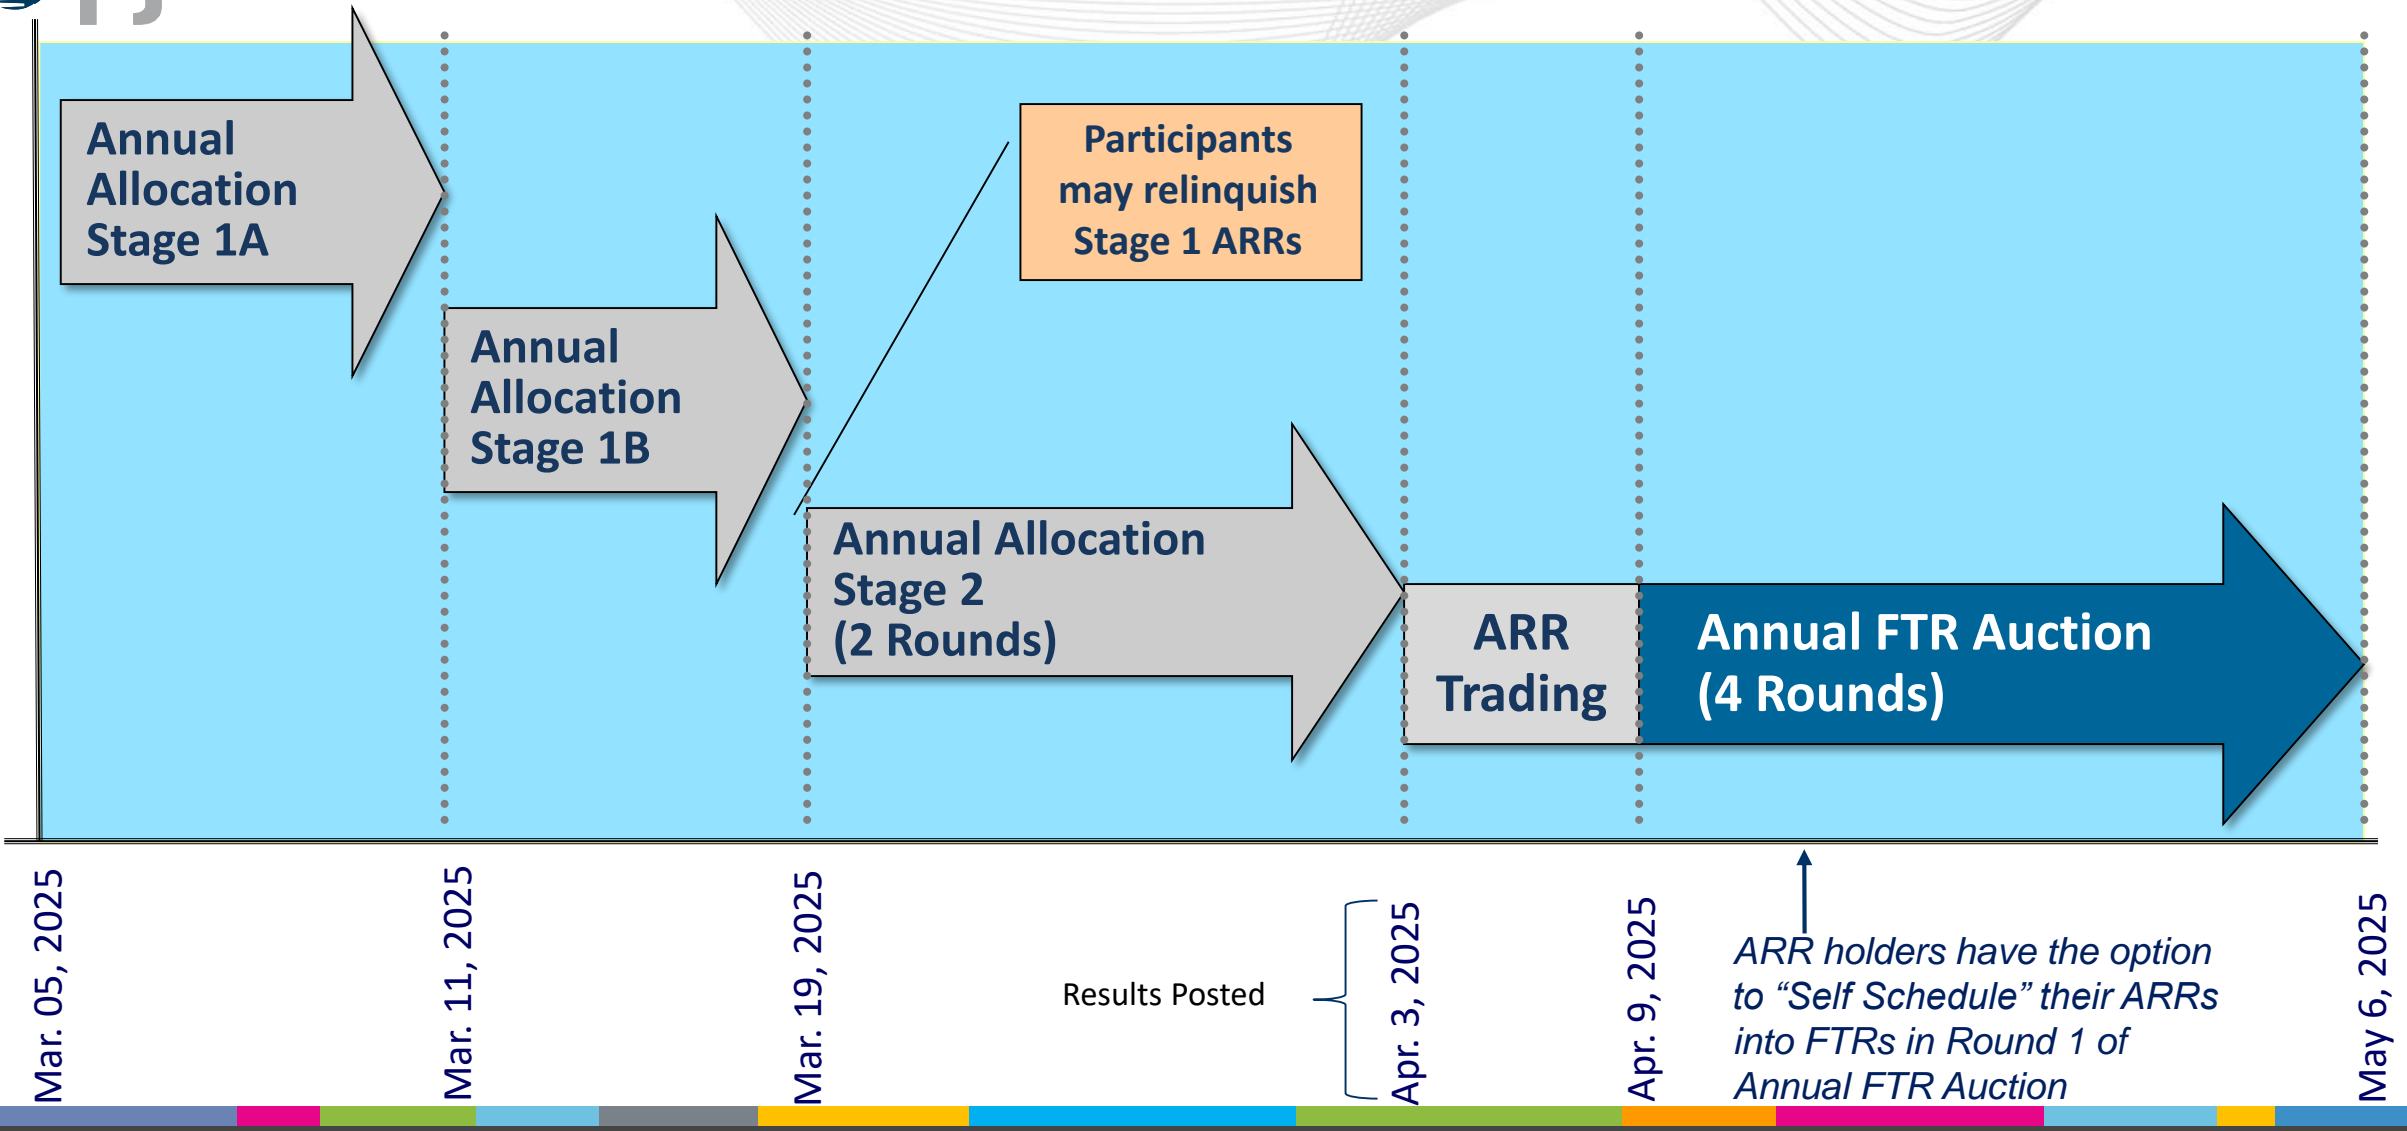 Annual
Allocation
Stage 1A
Participants
may relinquish
Stage 1 ARRs
Annual
Allocation
Stage 1B
Annual Allocation
Stage 2
(2 Rounds)
ARR
Trading
Annual FTR Auction
(4 Rounds)
Mar. 05, 2025
Mar. 11, 2025
Mar. 19, 2025
Results Posted
Apr. 3, 2025
Apr. 9, 2025
ARR holders have the option
to “Self Schedule” their ARRs
into FTRs in Round 1 of
Annual FTR Auction
May 6, 2025